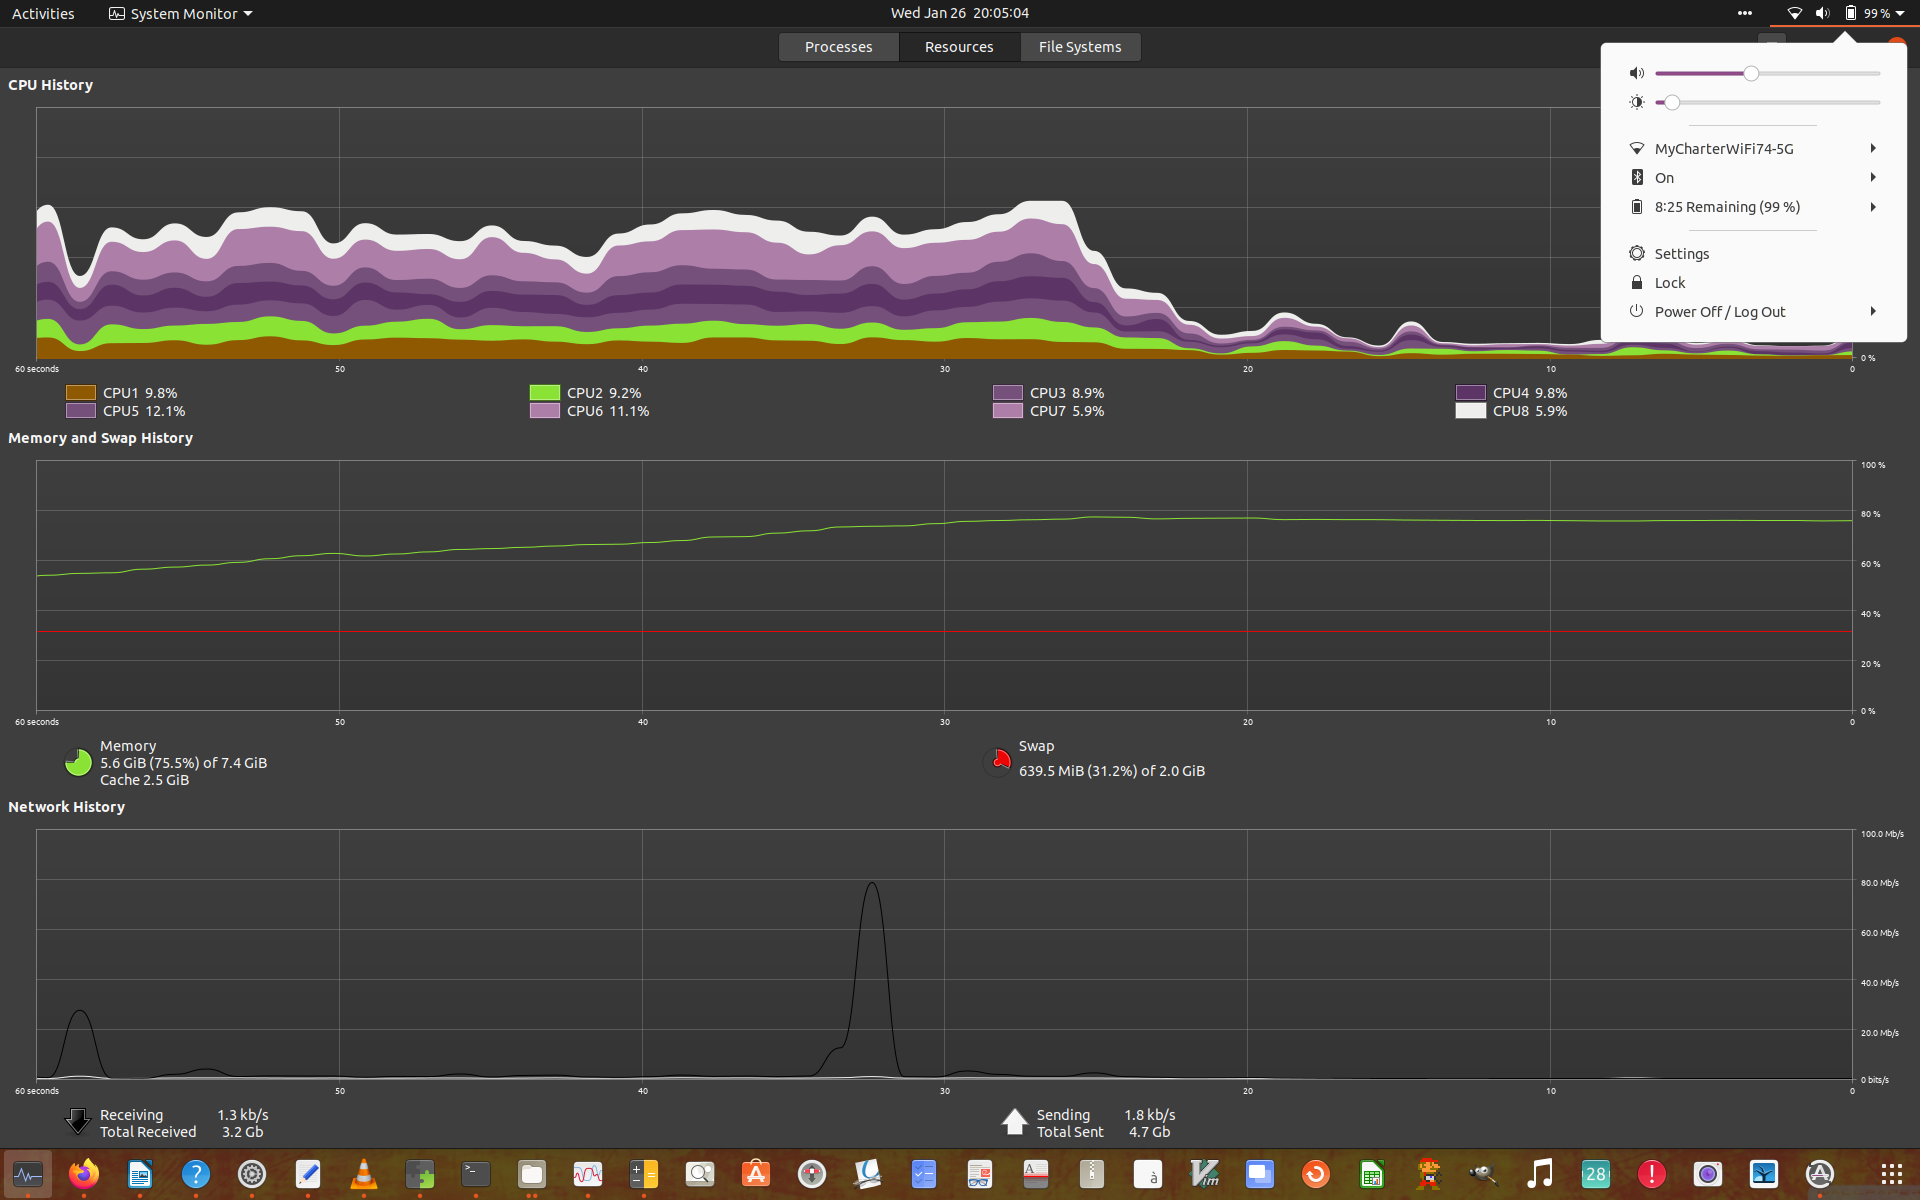 Activities
System Monitor
Wed Jan 26 20:05:04
99 %
Processes
Resources
File Systems
MyCharterWiFi74-5G
On
8:25 Remaining (99 %)
Settings
Lock
Power Off / Log Out
CPU History
0 %
60 seconds 50 40 30 20 10 0
CPU1 9.8% CPU2 9.2% CPU3 8.9% CPU4 9.8%
CPU5 12.1% CPU6 11.1% CPU7 5.9% CPU8 5.9%
Memory and Swap History
100 %
80 %
60 %
40 %
20 %
0 %
60 seconds 50 40 30 20 10 0
Memory
5.6 GiB (75.5%) of 7.4 GiB
Cache 2.5 GiB
Swap
639.5 MiB (31.2%) of 2.0 GiB
Network History
100.0 Mb/s
80.0 Mb/s
60.0 Mb/s
40.0 Mb/s
20.0 Mb/s
0 bits/s
60 seconds 50 40 30 20 10 0
Receiving 1.3 kb/s
Total Received 3.2 Gb
Sending 1.8 kb/s
Total Sent 4.7 Gb
?
>_
A
à
Vim
28
!
A